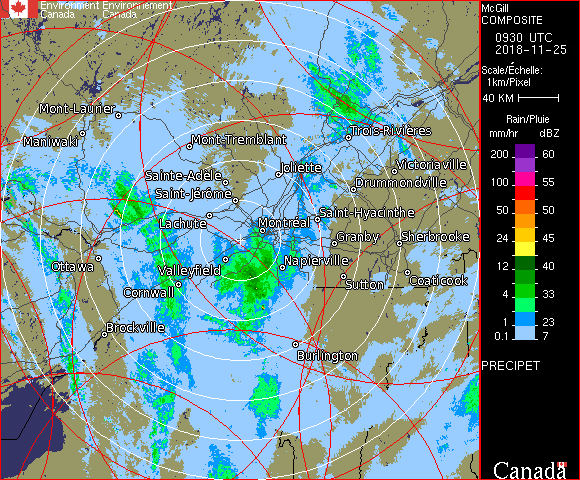 Environment Environnement
Canada Canada
McGill
COMPOSITE
0930 UTC
2018-11-25
Scale/Échelle:
1km/Pixel
40 KM
Rain/Pluie
mm/hr dBZ
200 60
100 55
50 50
24 45
12 40
4 33
1 23
0.1 7
PRECIPET
Canada
Mont-Laurier
Maniwaki
Mont-Tremblant
Trois-Rivières
Joliette
Victoriaville
Sainte-Adèle
Drummondville
Saint-Jérôme
Lachute
Saint-Hyacinthe
Montréal
Granby
Sherbrooke
Ottawa
Valleyfield
Napierville
Cornwall
Sutton
Coaticook
Brockville
Burlington